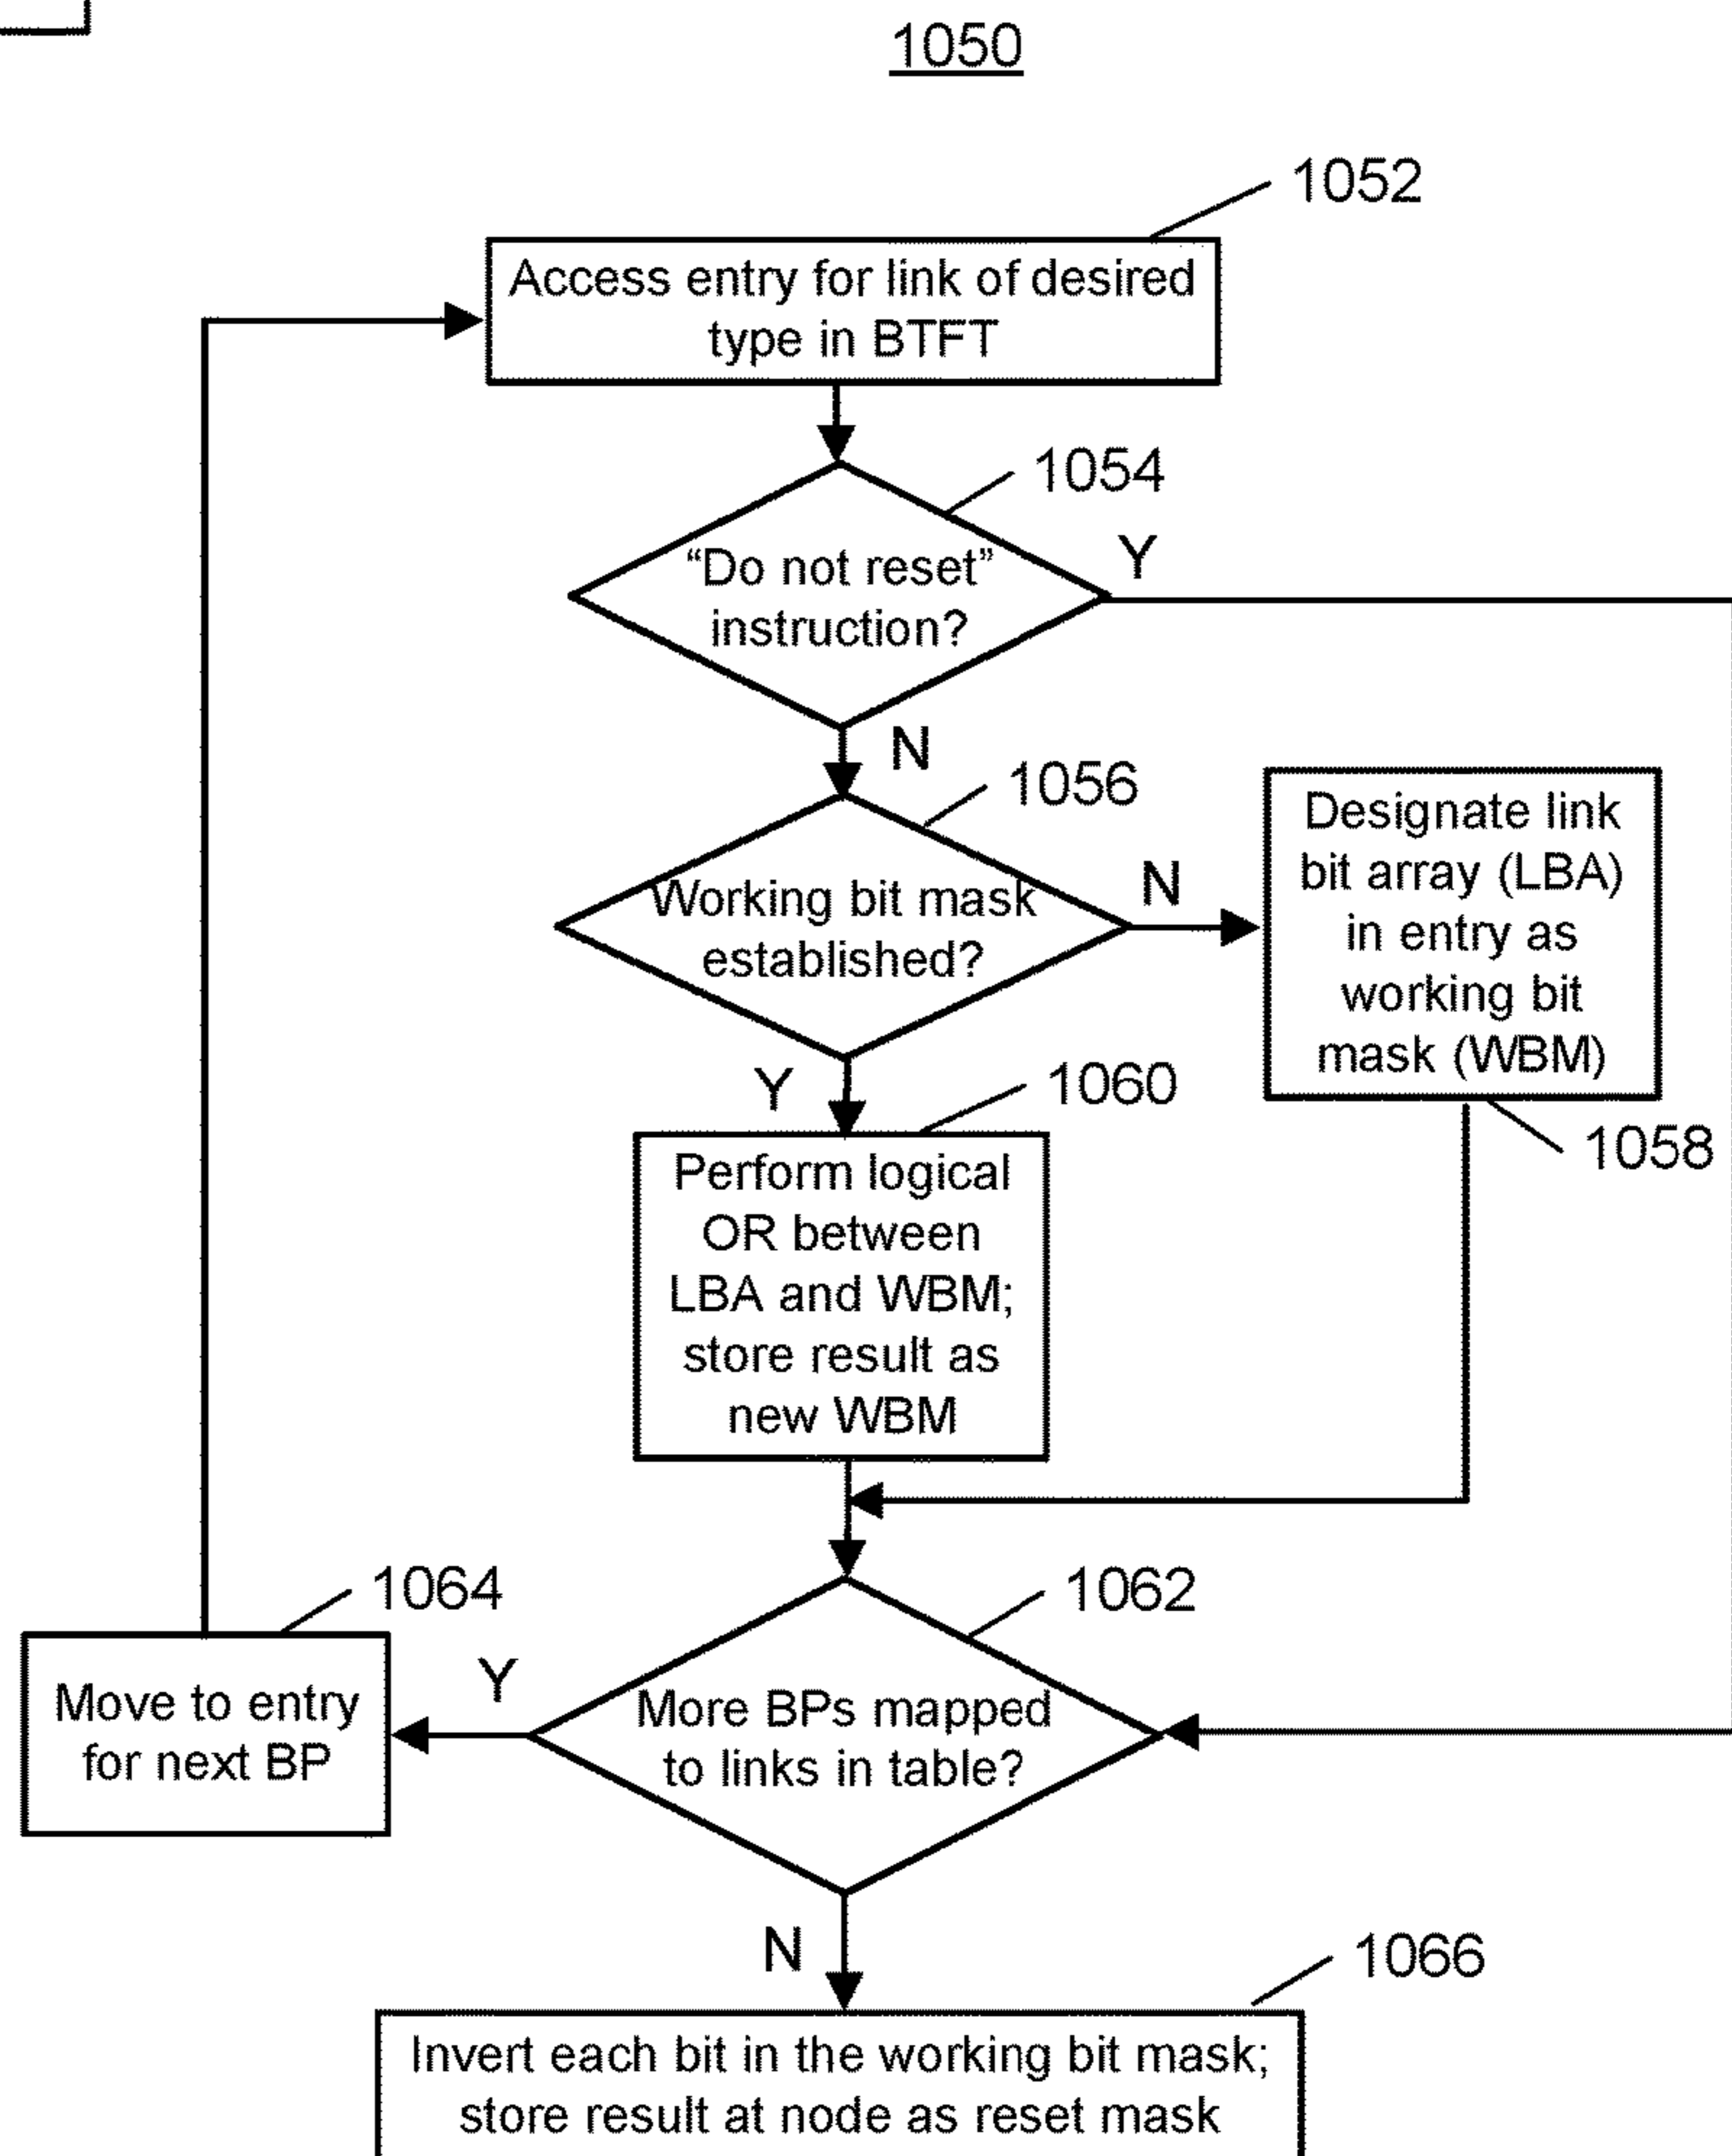 1050
1052
Access entry for link of desired
type in BTFT
1054
“Do not reset”
instruction?
Y
N
1056
Working bit mask
established?
N
Designate link
bit array (LBA)
in entry as
working bit
mask (WBM)
1058
Y
1060
Perform logical
OR between
LBA and WBM;
store result as
new WBM
1064
Move to entry
for next BP
Y
1062
More BPs mapped
to links in table?
N
1066
Invert each bit in the working bit mask;
store result at node as reset mask